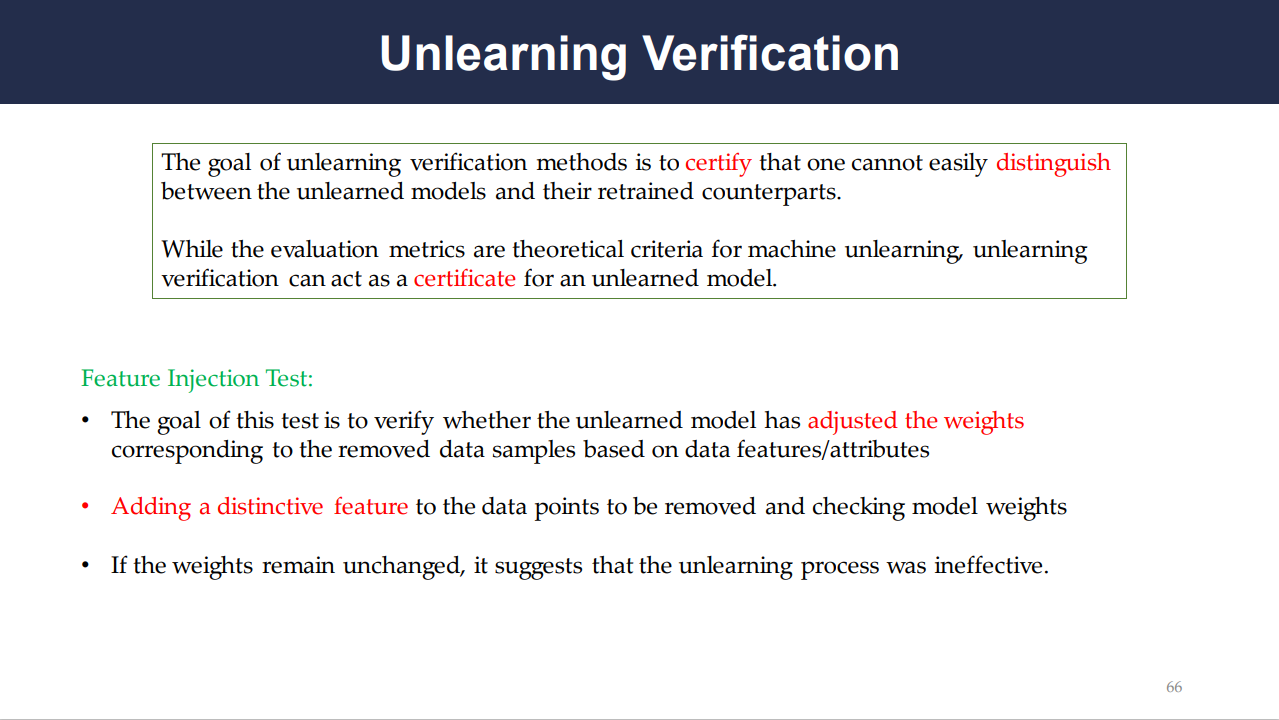 Unlearning Verification
The goal of unlearning verification methods is to certify that one cannot easily distinguish
between the unlearned models and their retrained counterparts.
While the evaluation metrics are theoretical criteria for machine unlearning, unlearning
verification can act as a certificate for an unlearned model.
Feature Injection Test:
• The goal of this test is to verify whether the unlearned model has adjusted the weights
corresponding to the removed data samples based on data features/attributes
• Adding a distinctive feature to the data points to be removed and checking model weights
• If the weights remain unchanged, it suggests that the unlearning process was ineffective.
66